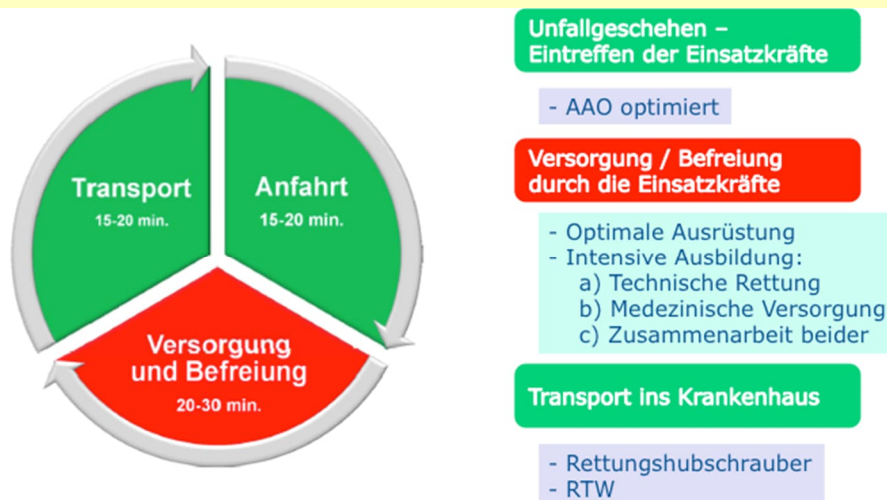 Unfallgeschehen –
Eintreffen der Einsatzkräfte
- AAO optimiert
Versorgung / Befreiung
durch die Einsatzkräfte
- Optimale Ausrüstung
- Intensive Ausbildung:
a) Technische Rettung
b) Medezinische Versorgung
c) Zusammenarbeit beider
Transport ins Krankenhaus
- Rettungshubschrauber
- RTW
Transport
15-20 min.
Anfahrt
15-20 min.
Versorgung
und Befreiung
20-30 min.